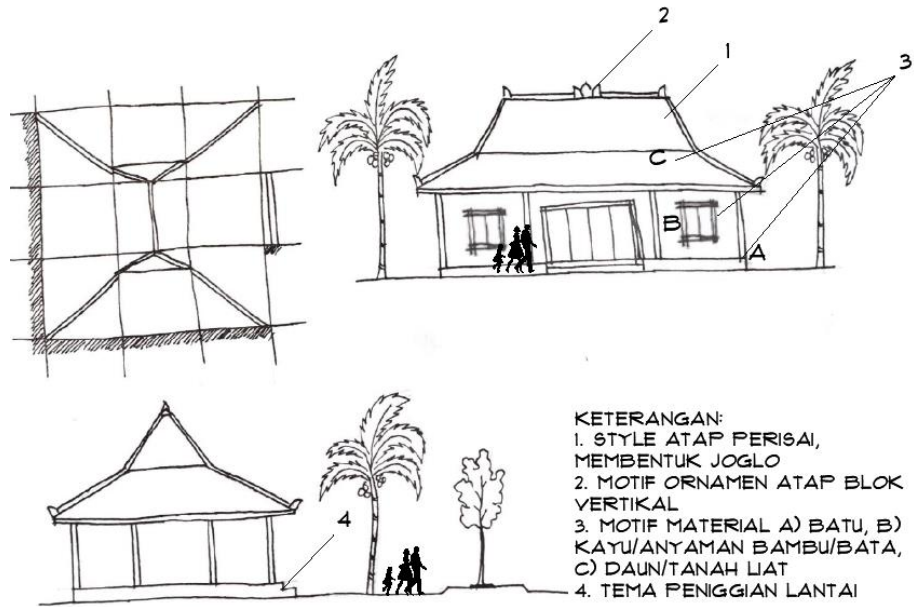 2
1
3
C
B
A
4
KETERANGAN:
1. STYLE ATAP PERISAI,
MEMBENTUK JOGLO
2. MOTIF ORNAMEN ATAP BLOK
VERTIKAL
3. MOTIF MATERIAL A) BATU, B)
KAYU/ANYAMAN BAMBU/BATA,
C) DAUN/TANAH LIAT
4. TEMA PENIGGIAN LANTAI